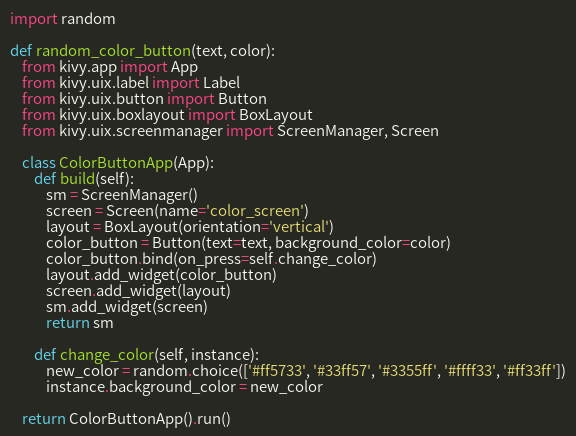 import random

def random_color_button(text, color):
    from kivy.app import App
    from kivy.uix.label import Label
    from kivy.uix.button import Button
    from kivy.uix.boxlayout import BoxLayout
    from kivy.uix.screenmanager import ScreenManager, Screen

    class ColorButtonApp(App):
        def build(self):
            sm = ScreenManager()
            screen = Screen(name='color_screen')
            layout = BoxLayout(orientation='vertical')
            color_button = Button(text=text, background_color=color)
            color_button.bind(on_press=self.change_color)
            layout.add_widget(color_button)
            screen.add_widget(layout)
            sm.add_widget(screen)
            return sm

        def change_color(self, instance):
            new_color = random.choice(['#ff5733', '#33ff57', '#3355ff', '#ffff33', '#ff33ff'])
            instance.background_color = new_color

    return ColorButtonApp().run()